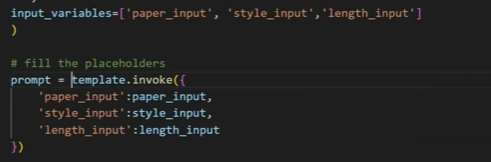 input_variables=['paper_input', 'style_input','length_input']
)
# fill the placeholders
prompt = template.invoke({
    'paper_input':paper_input,
    'style_input':style_input,
    'length_input':length_input
})